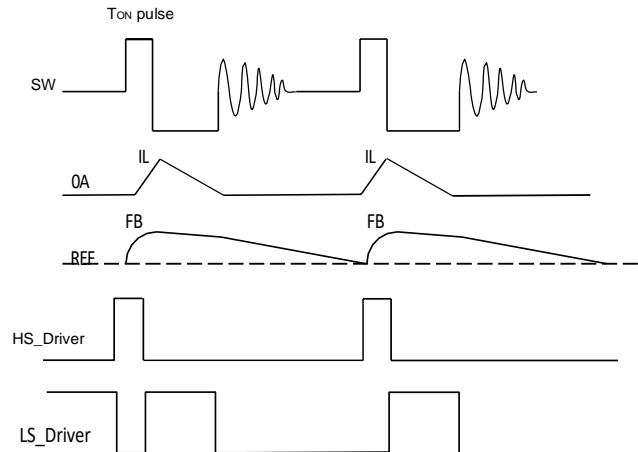 TON pulse
SW
IL
IL
0A
FB
FB
REF
HS_Driver
LS_Driver